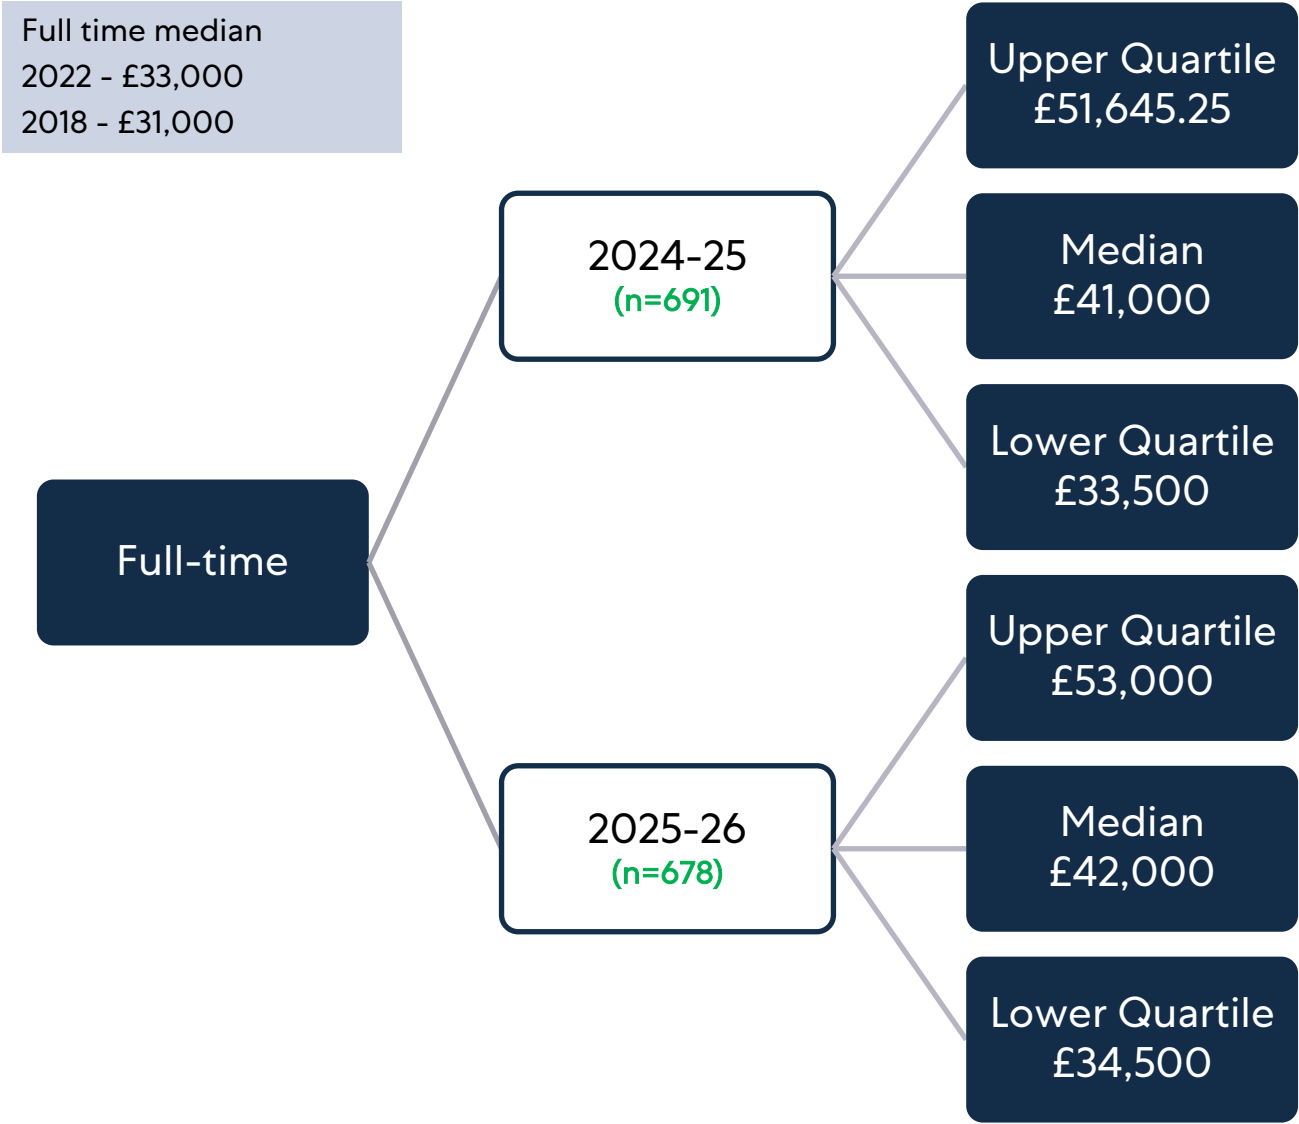 Full time median
2022 - £33,000
2018 - £31,000
Full-time
2024-25
(n=691)
Upper Quartile
£51,645.25
Median
£41,000
Lower Quartile
£33,500
2025-26
(n=678)
Upper Quartile
£53,000
Median
£42,000
Lower Quartile
£34,500